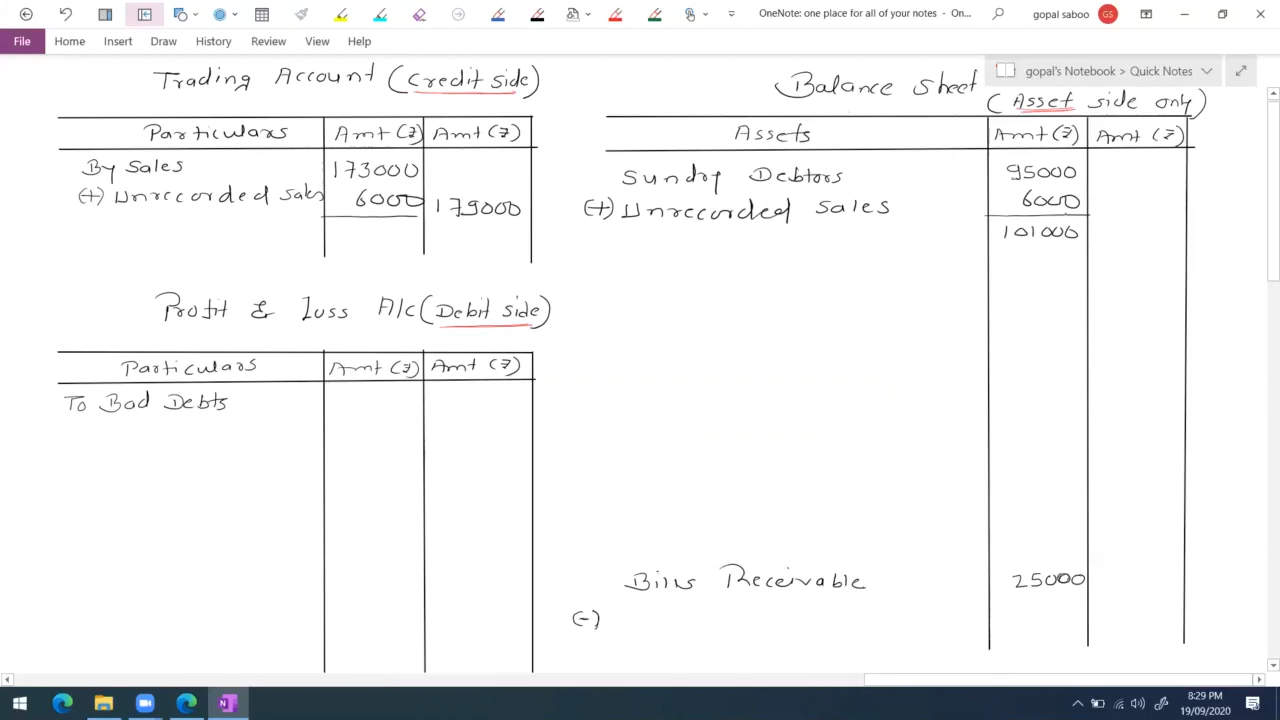 OneNote: one place for all of your notes - On...
gopal saboo
GS
File Home Insert Draw History Review View Help
gopal's Notebook > Quick Notes
Trading Account (Credit side)
Particulars Amt (₹) Amt (₹)
By Sales 173000
(+) Unrecorded Sales 6000 179000
Profit & Loss A/c (Debit side)
Particulars Amt (₹) Amt (₹)
To Bad Debts
Balance Sheet
(Asset side only)
Assets Amt (₹) Amt (₹)
Sundry Debtors 95000
(+) Unrecorded Sales 6000
101000
Bills Receivable 25000
(-)
8:29 PM
19/09/2020